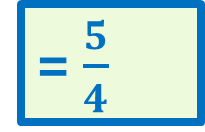 = 5/4